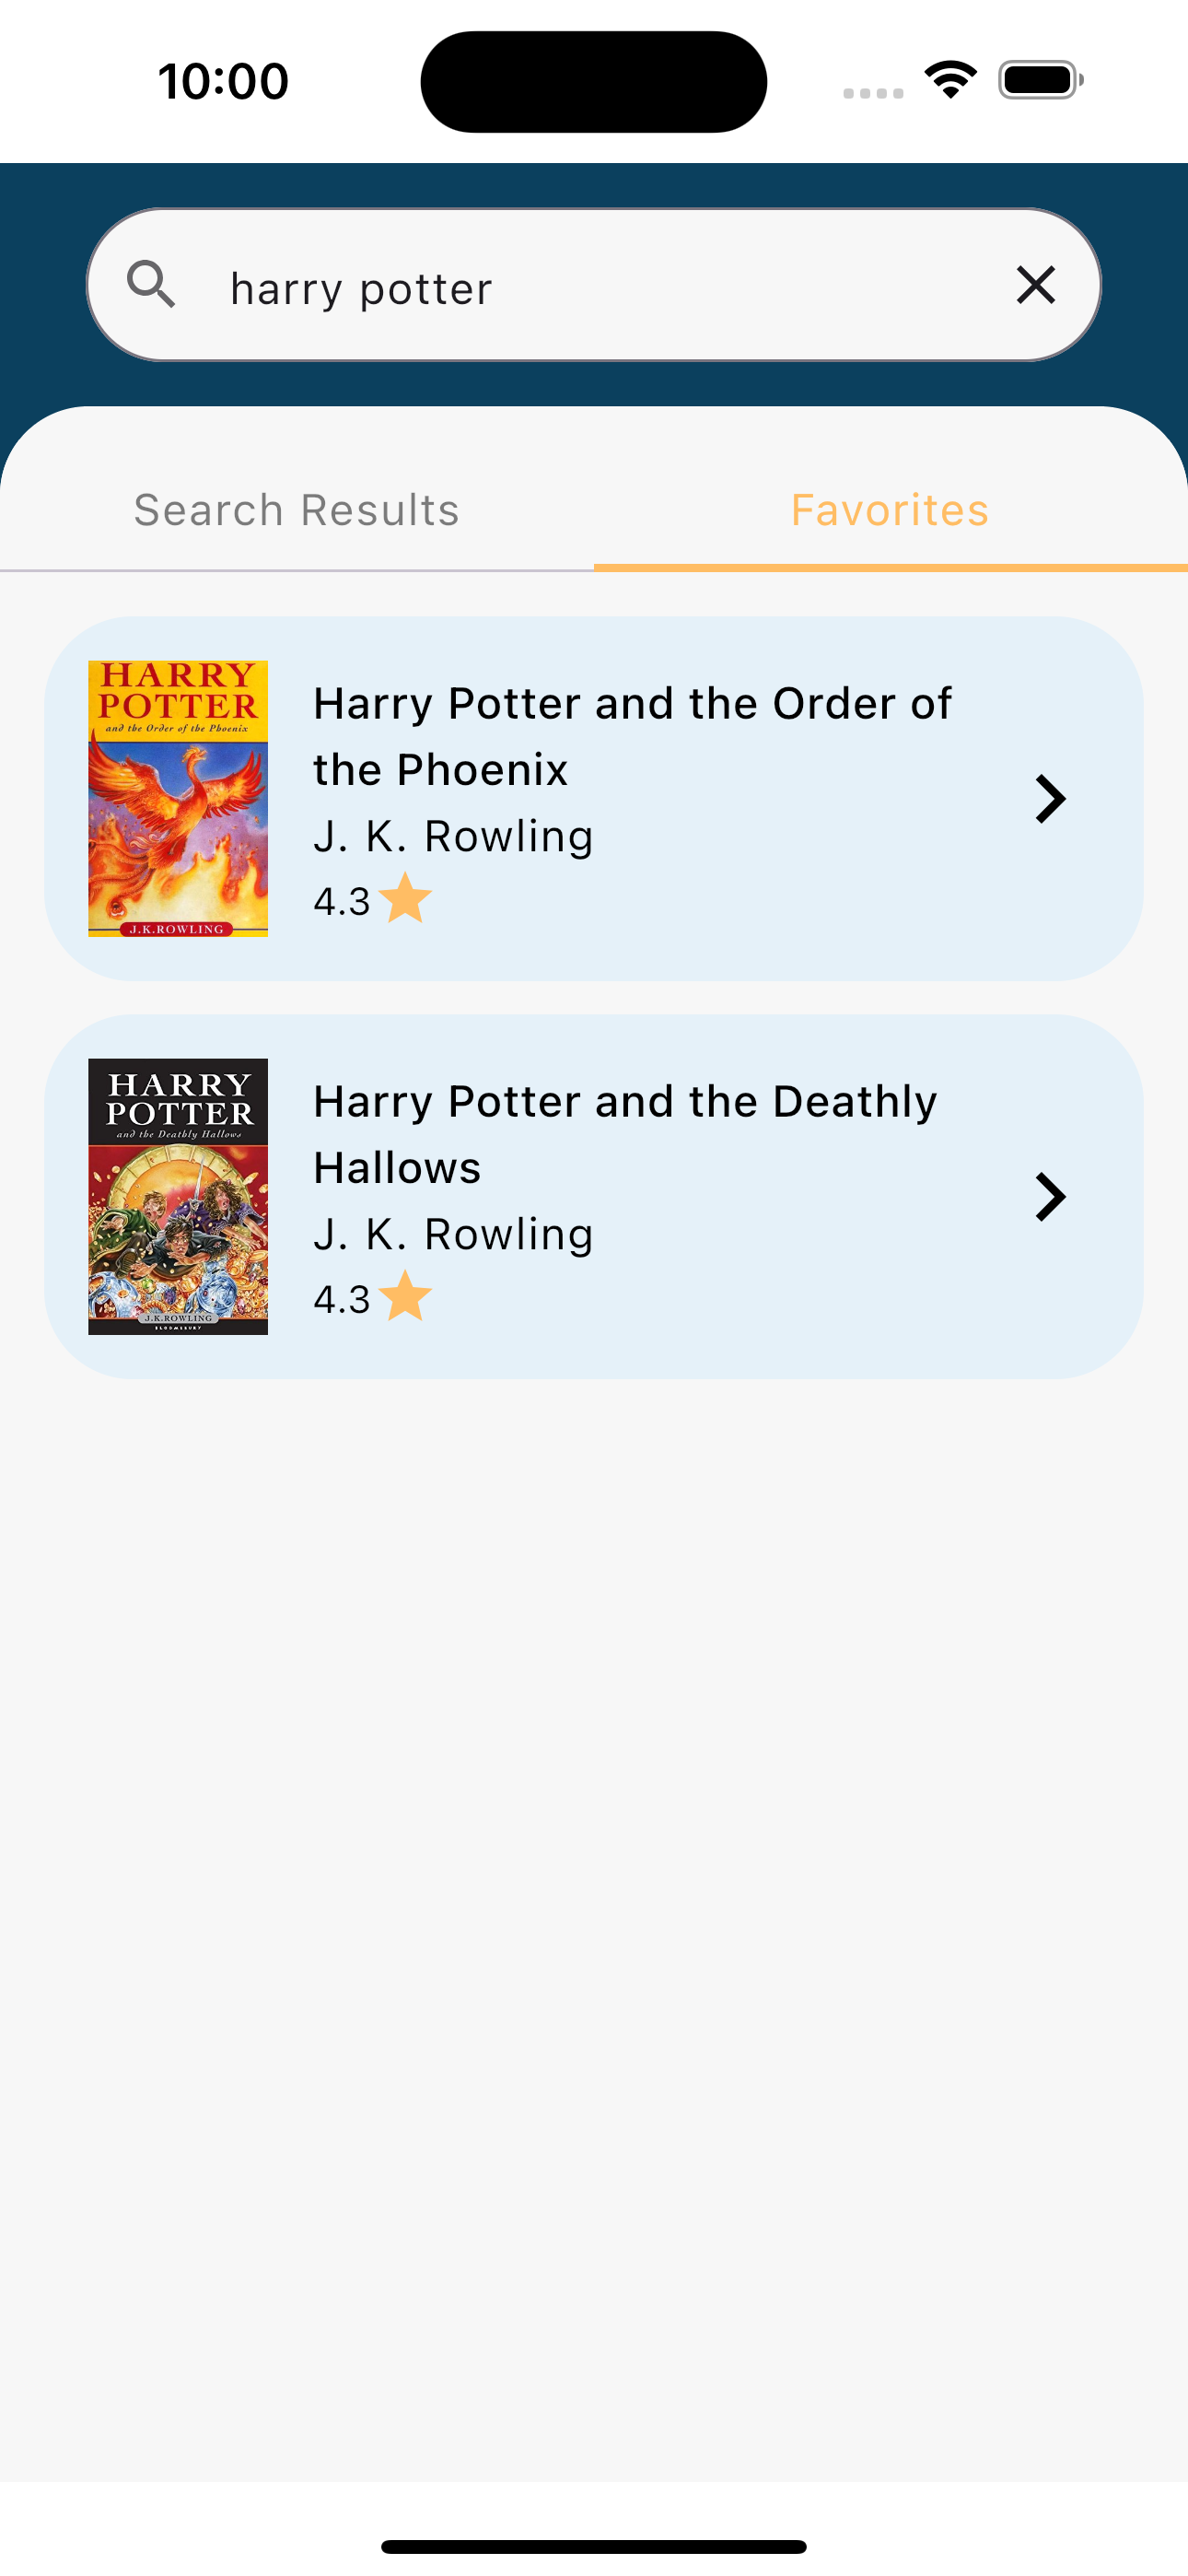 10:00
harry potter
Search Results
Favorites
HARRY
POTTER
and the Order of the Phoenix
J.K.ROWLING
Harry Potter and the Order of
the Phoenix
J. K. Rowling
4.3
HARRY
POTTER
and the Deathly Hallows
J.K.ROWLING
BLOOMSBURY
Harry Potter and the Deathly
Hallows
J. K. Rowling
4.3